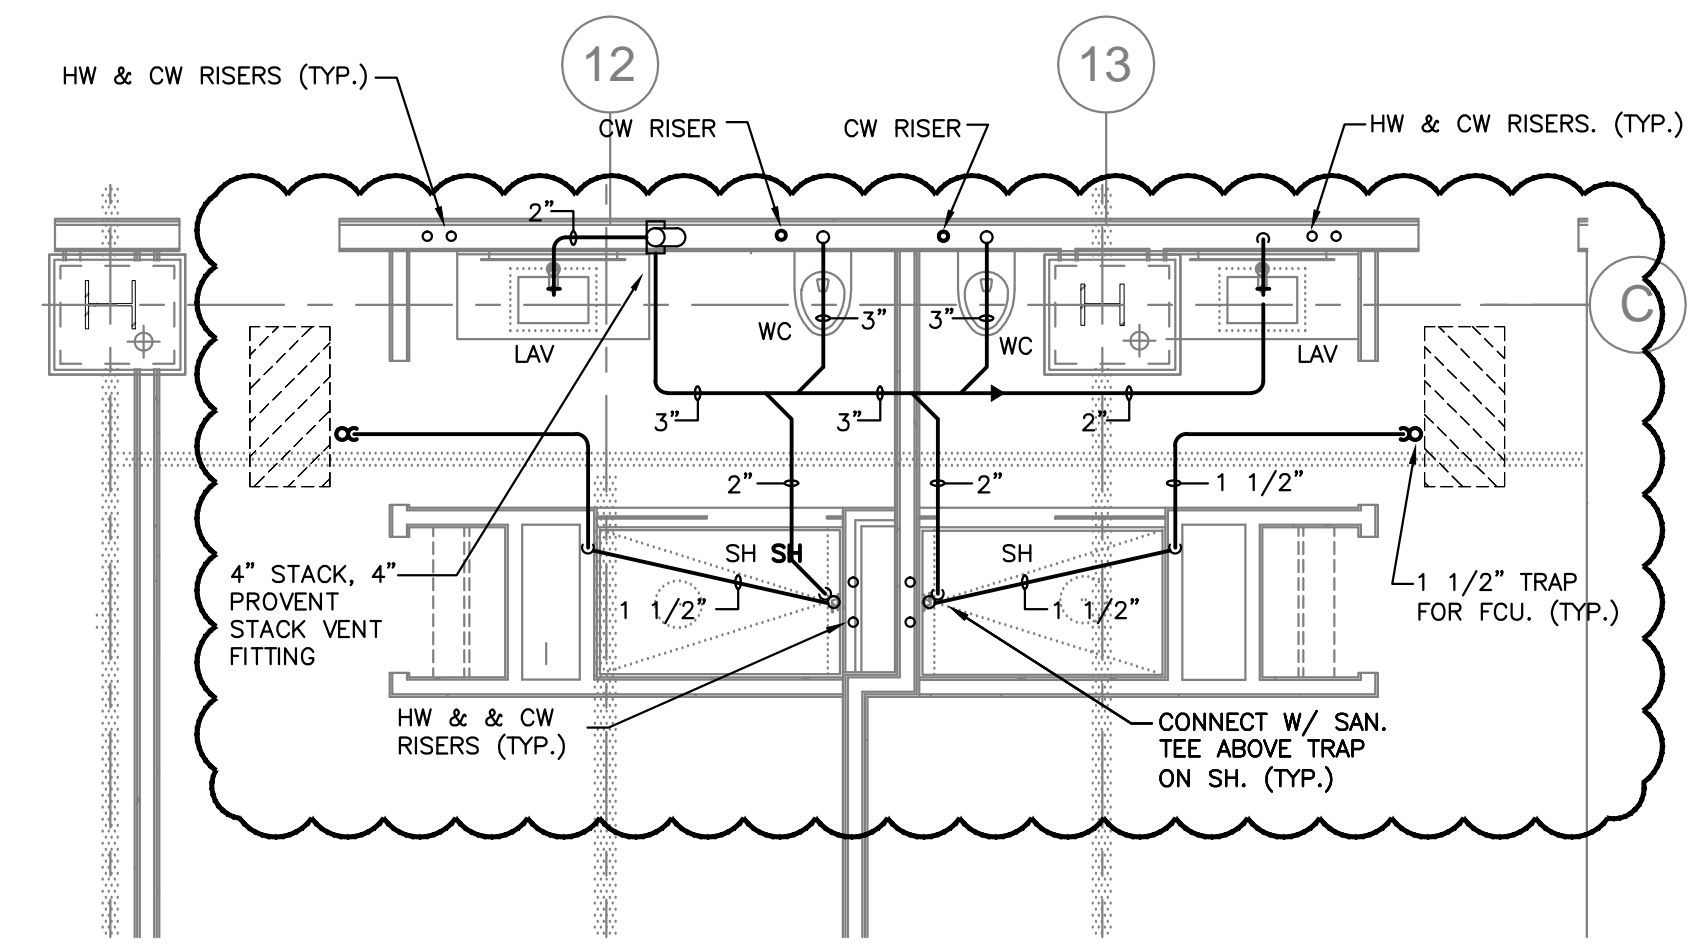 12
13
HW & CW RISERS (TYP.)
CW RISER
CW RISER
HW & CW RISERS. (TYP.)
2"
C
WC
3"
3"
WC
LAV
LAV
3"
3"
2"
2"
2"
1 1/2"
SH
SH
SH
4" STACK, 4"
PROVENT
STACK VENT
FITTING
1 1/2"
1 1/2"
1 1/2" TRAP
FOR FCU. (TYP.)
HW & & CW
RISERS (TYP.)
CONNECT W/ SAN.
TEE ABOVE TRAP
ON SH. (TYP.)